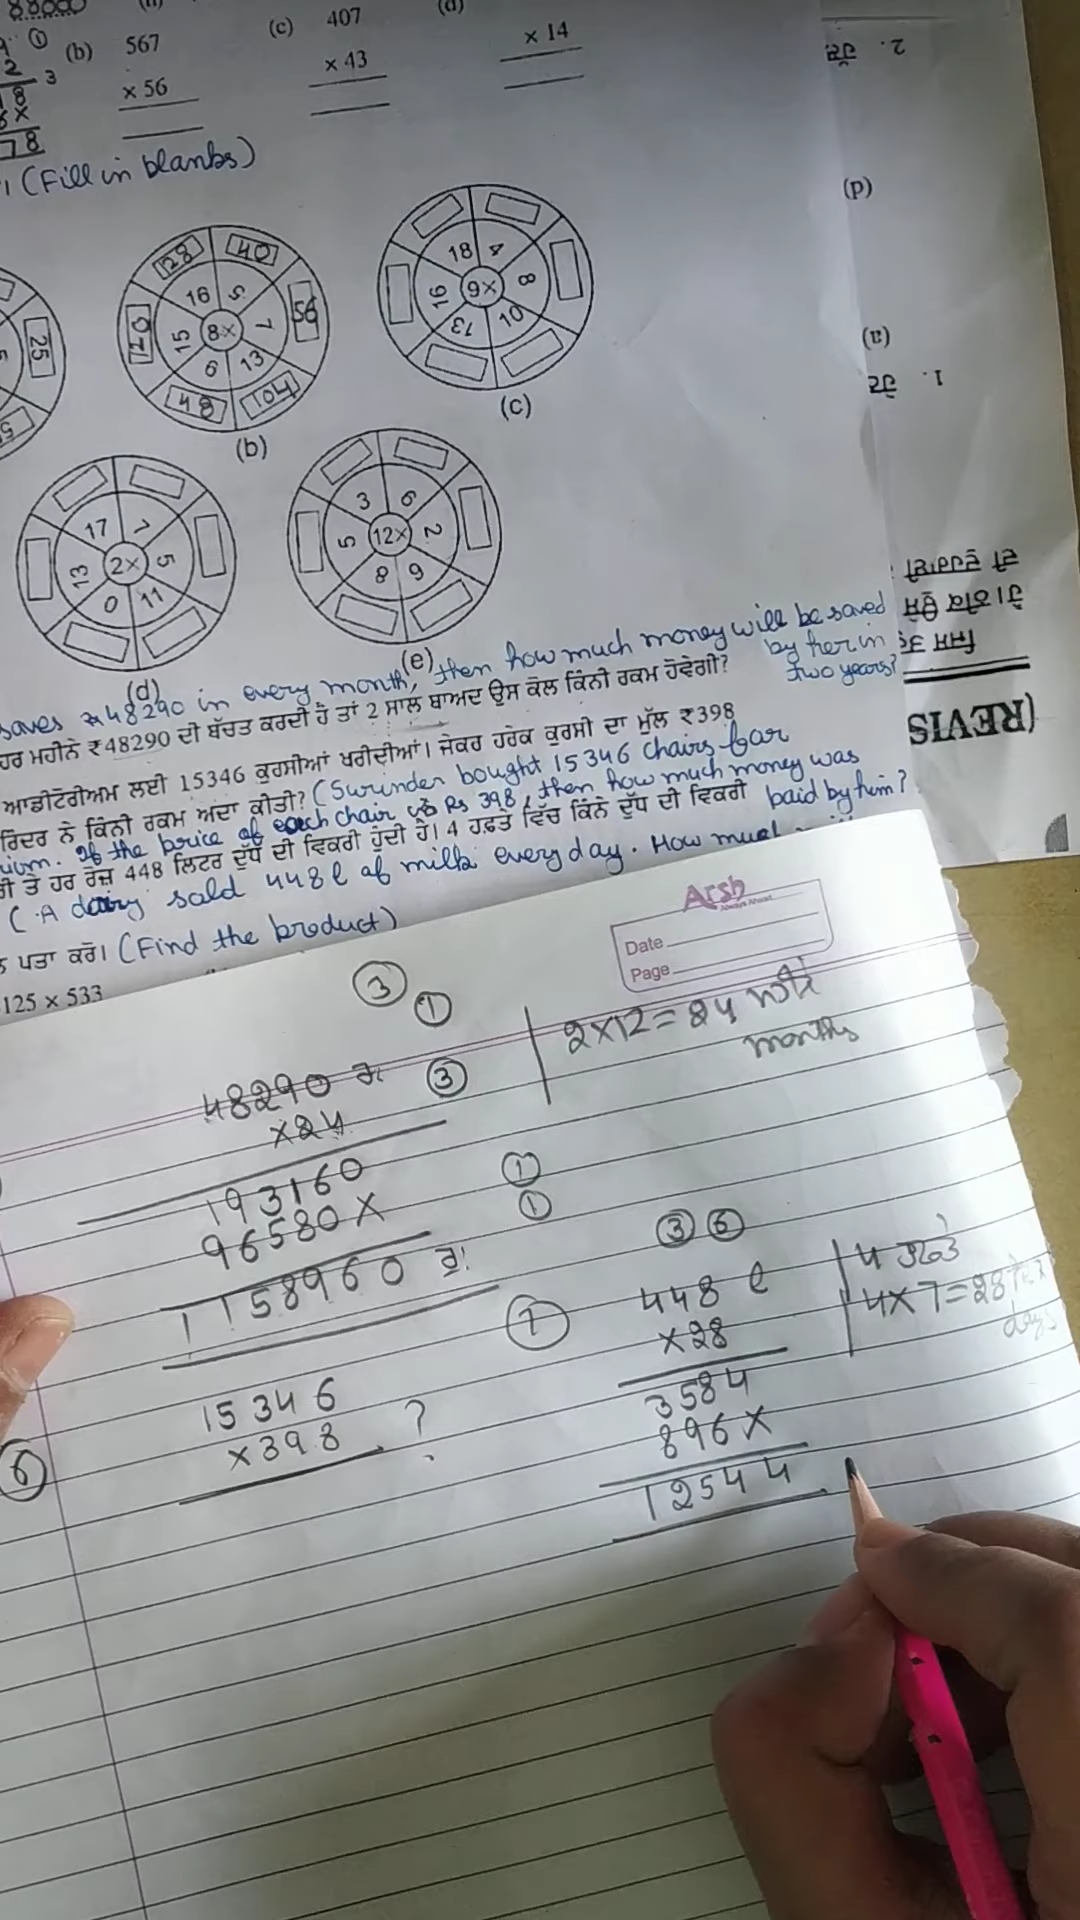 (b) 567
× 56
(c) 407
× 43
(d)
× 14
(Fill in blanks)
28 40 56 104 48
16 5 7 13 6 15
8×
(b)
25
18 4 8 10 13 16
9×
(c)
17 7 5 11 0 13
2×
(d)
3 6 2 9 8 5
12×
(e)
saves ₹ 48290 in every month, then how much money will be saved
by her in
two years?
ਹਰ ਮਹੀਨੇ ₹48290 ਦੀ ਬੱਚਤ ਕਰਦੀ ਹੈ ਤਾਂ 2 ਸਾਲ ਬਾਅਦ ਉਸ ਕੋਲ ਕਿੰਨੀ ਰਕਮ ਹੋਵੇਗੀ?
ਆਡੀਟੋਰੀਅਮ ਲਈ 15346 ਕੁਰਸੀਆਂ ਖਰੀਦੀਆਂ। ਜੇਕਰ ਹਰੇਕ ਕੁਰਸੀ ਦਾ ਮੁੱਲ ₹398
ਰਿੰਦਰ ਨੇ ਕਿੰਨੀ ਰਕਮ ਅਦਾ ਕੀਤੀ? (Surinder bought 15346 chairs for
If the price of each chair is Rs 398, then how much money was
paid by him?
ਤੇ ਹਰ ਰੋਜ਼ 448 ਲਿਟਰ ਦੁੱਧ ਦੀ ਵਿਕਰੀ ਹੁੰਦੀ ਹੈ। 4 ਹਫ਼ਤੇ ਵਿੱਚ ਕਿੰਨੇ ਦੁੱਧ ਦੀ ਵਿਕਰੀ
(A dairy sold 448 l of milk every day. How much
ਪਤਾ ਕਰੋ। (Find the product)
125 × 533
2.
(d)
(a)
1.
(REVIS
Arsh
Always Ahead
Date
Page
3
1
48290 ਰੁ: 3
×24
193160 1
96580× 1
1158960 ਰੁ:
2×12=24
months
6 15346
×398 ?
3 6
7 448 l
×28
3584
896×
12544
4 ਹਫਤੇ
4×7=28
days